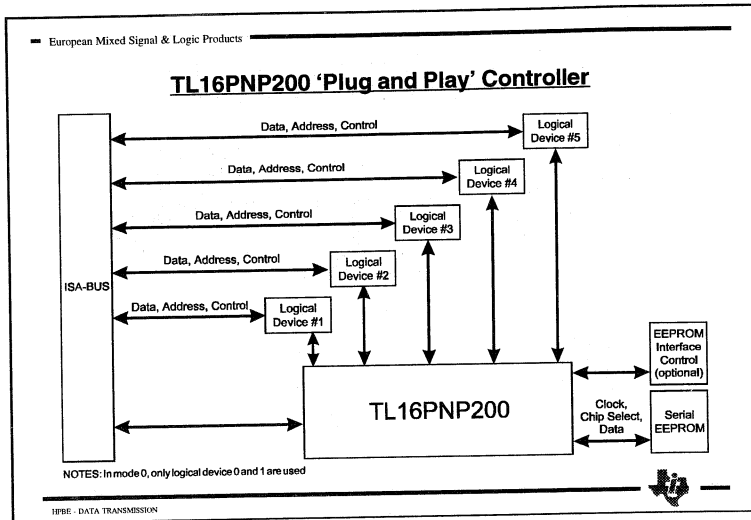 European Mixed Signal & Logic Products
TL16PNP200 'Plug and Play' Controller
Data, Address, Control
Logical
Device #5
Data, Address, Control
Logical
Device #4
Data, Address, Control
Logical
Device #3
Data, Address, Control
Logical
Device #2
ISA-BUS
Data, Address, Control
Logical
Device #1
EEPROM
Interface
Control
(optional)
TL16PNP200
Clock,
Chip Select,
Data
Serial
EEPROM
NOTES: In mode 0, only logical device 0 and 1 are used
HPBE - DATA TRANSMISSION